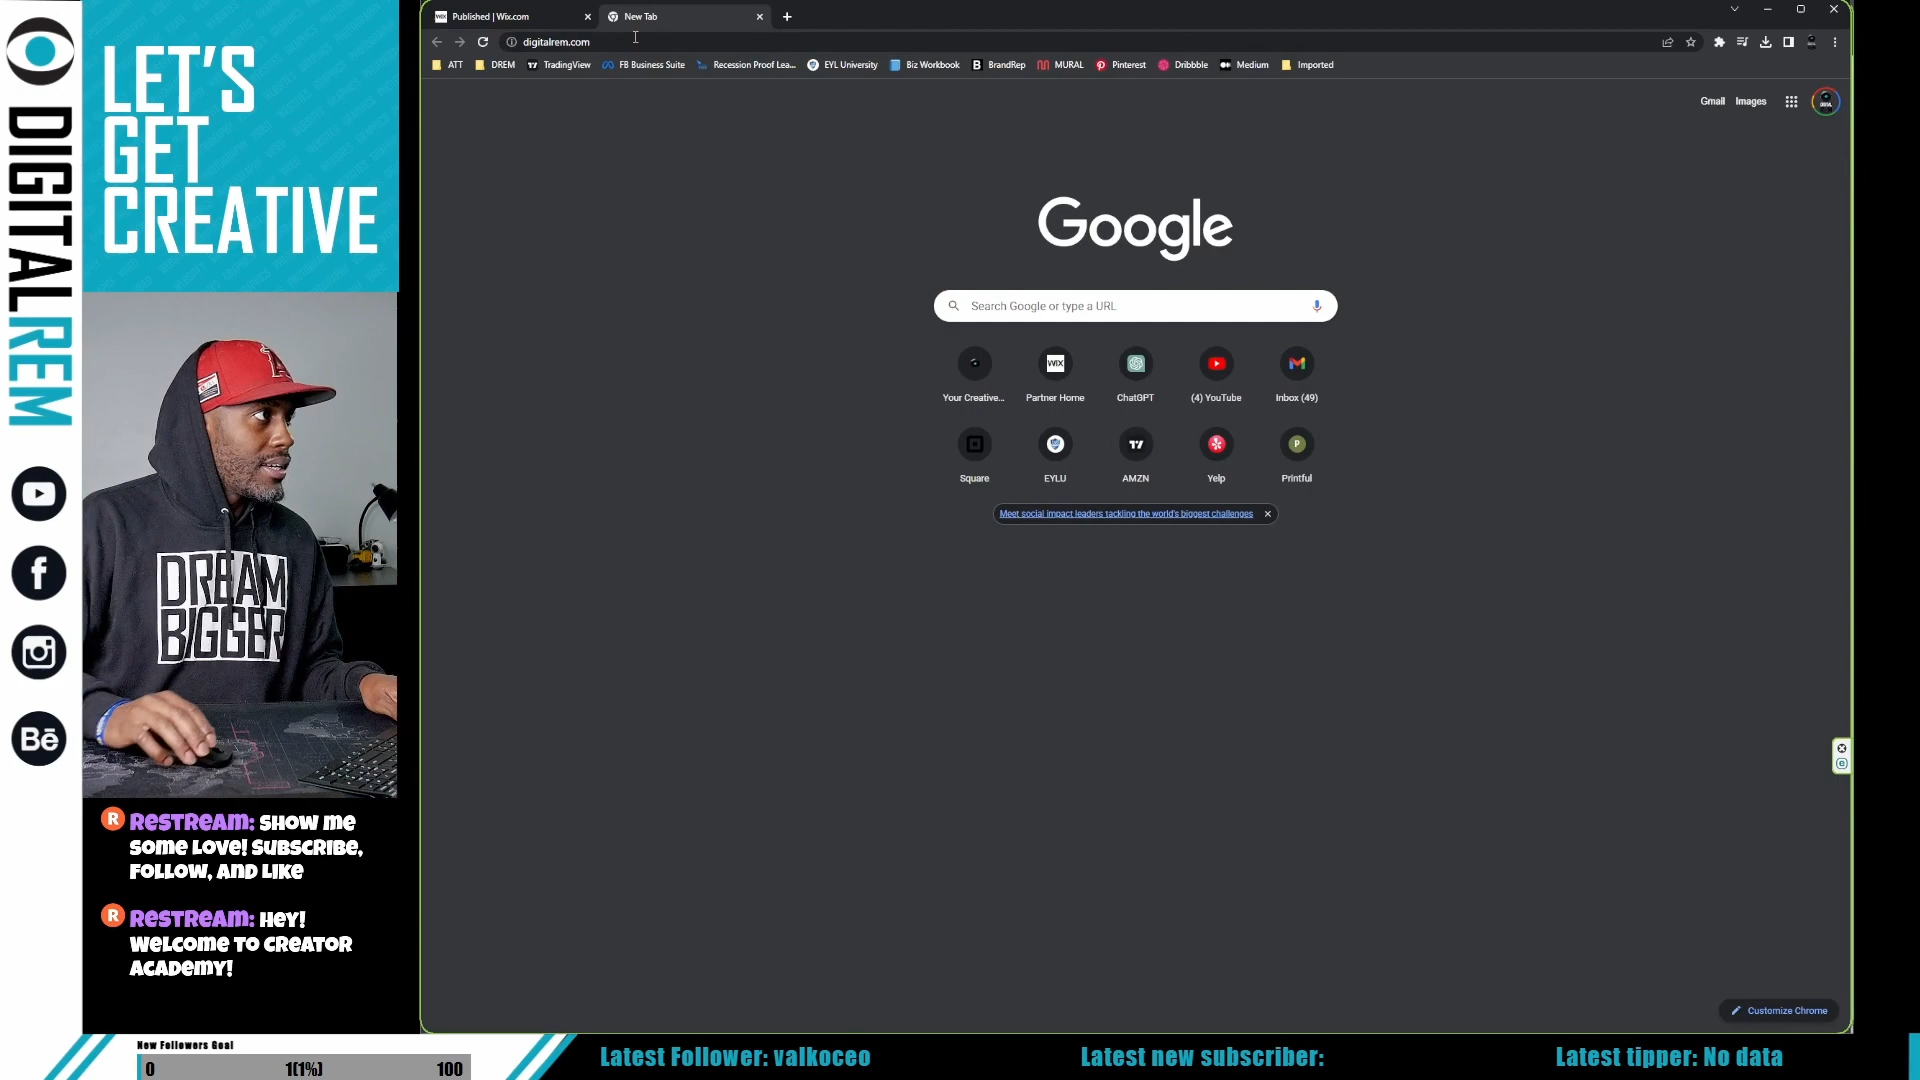 DIGITALREM
LET'S
GET
CREATIVE
DREAM
BIGGER
Bē
R Restream: Show me
some love! Subscribe,
Follow, and Like
R Restream: Hey!
Welcome to Creator
Academy!
WIX Published | Wix.com
New Tab
digitalrem.com
ATT DREM TradingView FB Business Suite Recession Proof Lea... EYL University Biz Workbook B BrandRep MURAL Pinterest Dribbble Medium Imported
Gmail Images
Google
Search Google or type a URL
WIX
Your Creative... Partner Home ChatGPT (4) YouTube Inbox (49)
P
Square EYLU AMZN Yelp Printful
Meet social impact leaders tackling the world's biggest challenges
Customize Chrome
New Followers Goal
0 1(1%) 100
Latest Follower: valkoceo Latest new subscriber: Latest tipper: No data